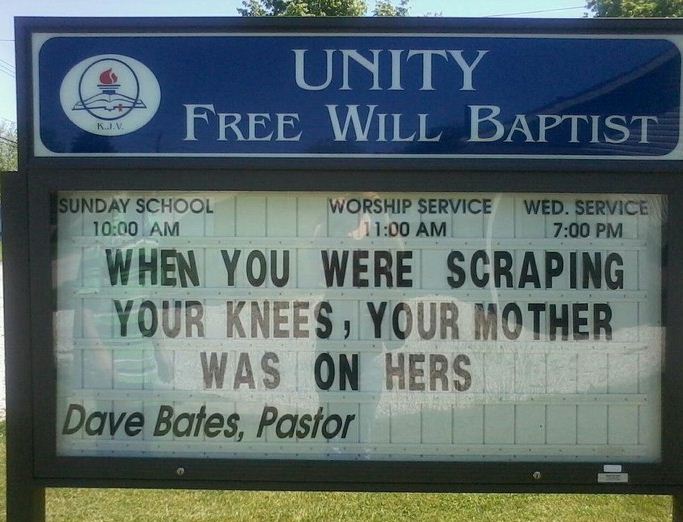 UNITY
FREE WILL BAPTIST
K.J.V.
SUNDAY SCHOOL WORSHIP SERVICE WED. SERVICE
10:00 AM 11:00 AM 7:00 PM
WHEN YOU WERE SCRAPING
YOUR KNEES, YOUR MOTHER
WAS ON HERS
Dave Bates, Pastor